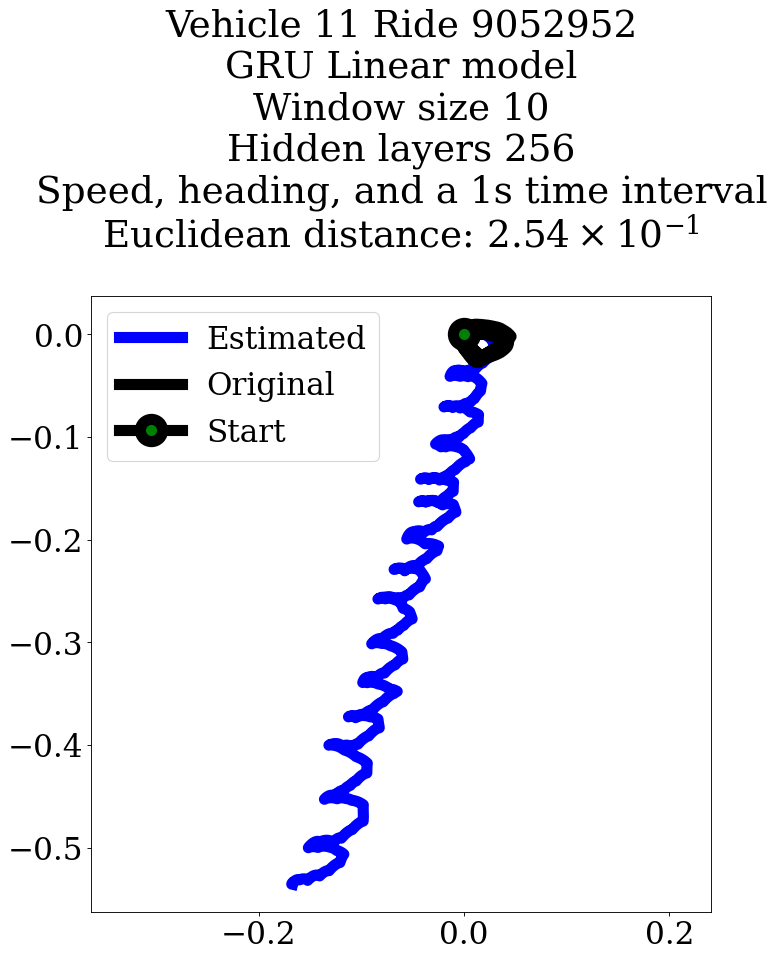 Vehicle 11 Ride 9052952
GRU Linear model
Window size 10
Hidden layers 256
Speed, heading, and a 1s time interval
Euclidean distance: 2.54 × 10⁻¹
Estimated
Original
Start
0.0
−0.1
−0.2
−0.3
−0.4
−0.5
−0.2 0.0 0.2